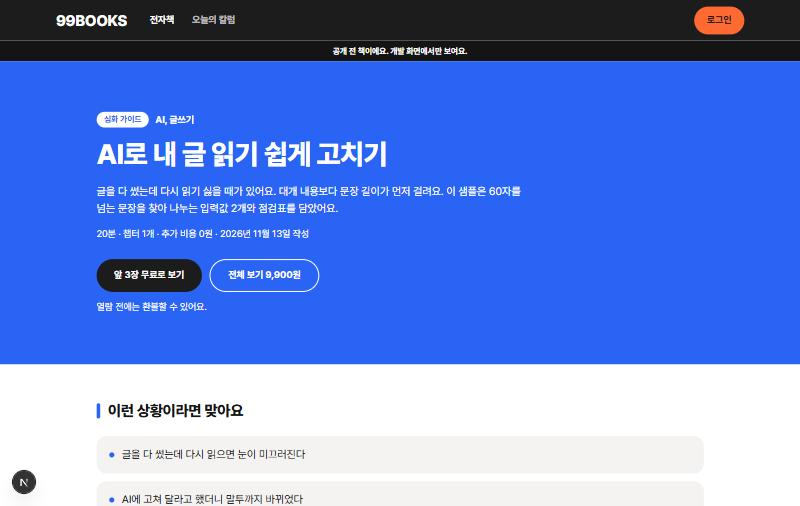 99BOOKS 전자책 오늘의 칼럼 로그인
공개 전 책이에요. 개발 화면에서만 보여요.
심화 가이드 AI, 글쓰기
AI로 내 글 읽기 쉽게 고치기
글을 다 썼는데 다시 읽기 싫을 때가 있어요. 대개 내용보다 문장 길이가 먼저 걸려요. 이 샘플은 60자를
넘는 문장을 찾아 나누는 입력값 2개와 점검표를 담았어요.
20분 · 챕터 1개 · 추가 비용 0원 · 2026년 11월 13일 작성
앞 3장 무료로 보기 전체 보기 9,900원
열람 전에는 환불할 수 있어요.
이런 상황이라면 맞아요
글을 다 썼는데 다시 읽으면 눈이 미끄러진다
AI에 고쳐 달라고 했더니 말투까지 바뀌었다
N